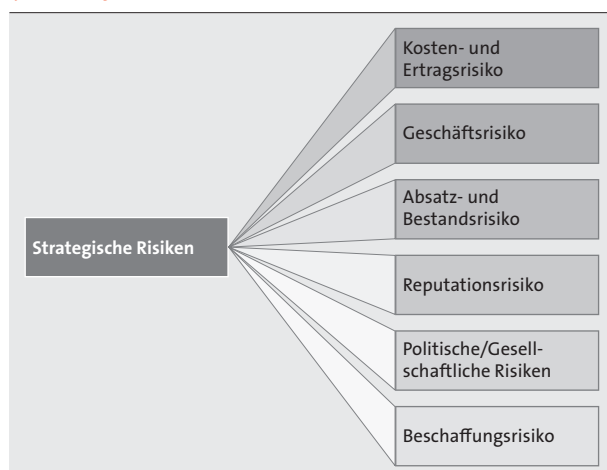 Strategische Risiken
Kosten- und
Ertragsrisiko
Geschäftsrisiko
Absatz- und
Bestandsrisiko
Reputationsrisiko
Politische/Gesell-
schaftliche Risiken
Beschaffungsrisiko